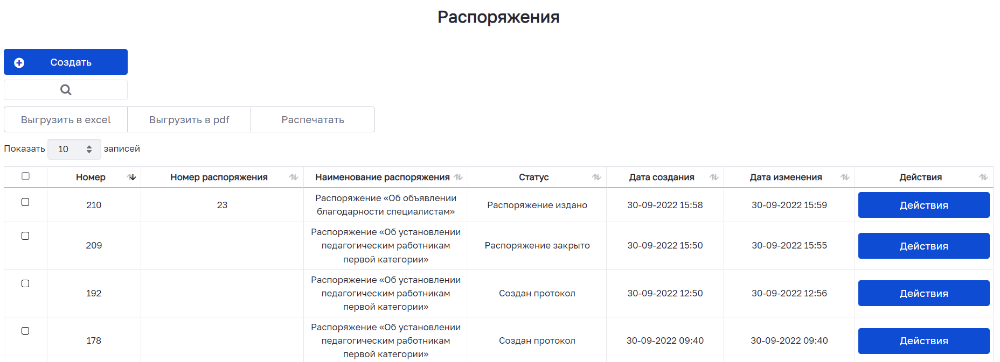 Распоряжения
Создать
Выгрузить в excel Выгрузить в pdf Распечатать
Показать 10 записей
Номер Номер распоряжения Наименование распоряжения Статус Дата создания Дата изменения Действия
210 23 Распоряжение «Об объявлении благодарности специалистам» Распоряжение издано 30-09-2022 15:58 30-09-2022 15:59 Действия
209 Распоряжение «Об установлении педагогическим работникам первой категории» Распоряжение закрыто 30-09-2022 15:50 30-09-2022 15:55 Действия
192 Распоряжение «Об установлении педагогическим работникам первой категории» Создан протокол 30-09-2022 12:50 30-09-2022 12:56 Действия
178 Распоряжение «Об установлении педагогическим работникам первой категории» Создан протокол 30-09-2022 09:40 30-09-2022 09:40 Действия